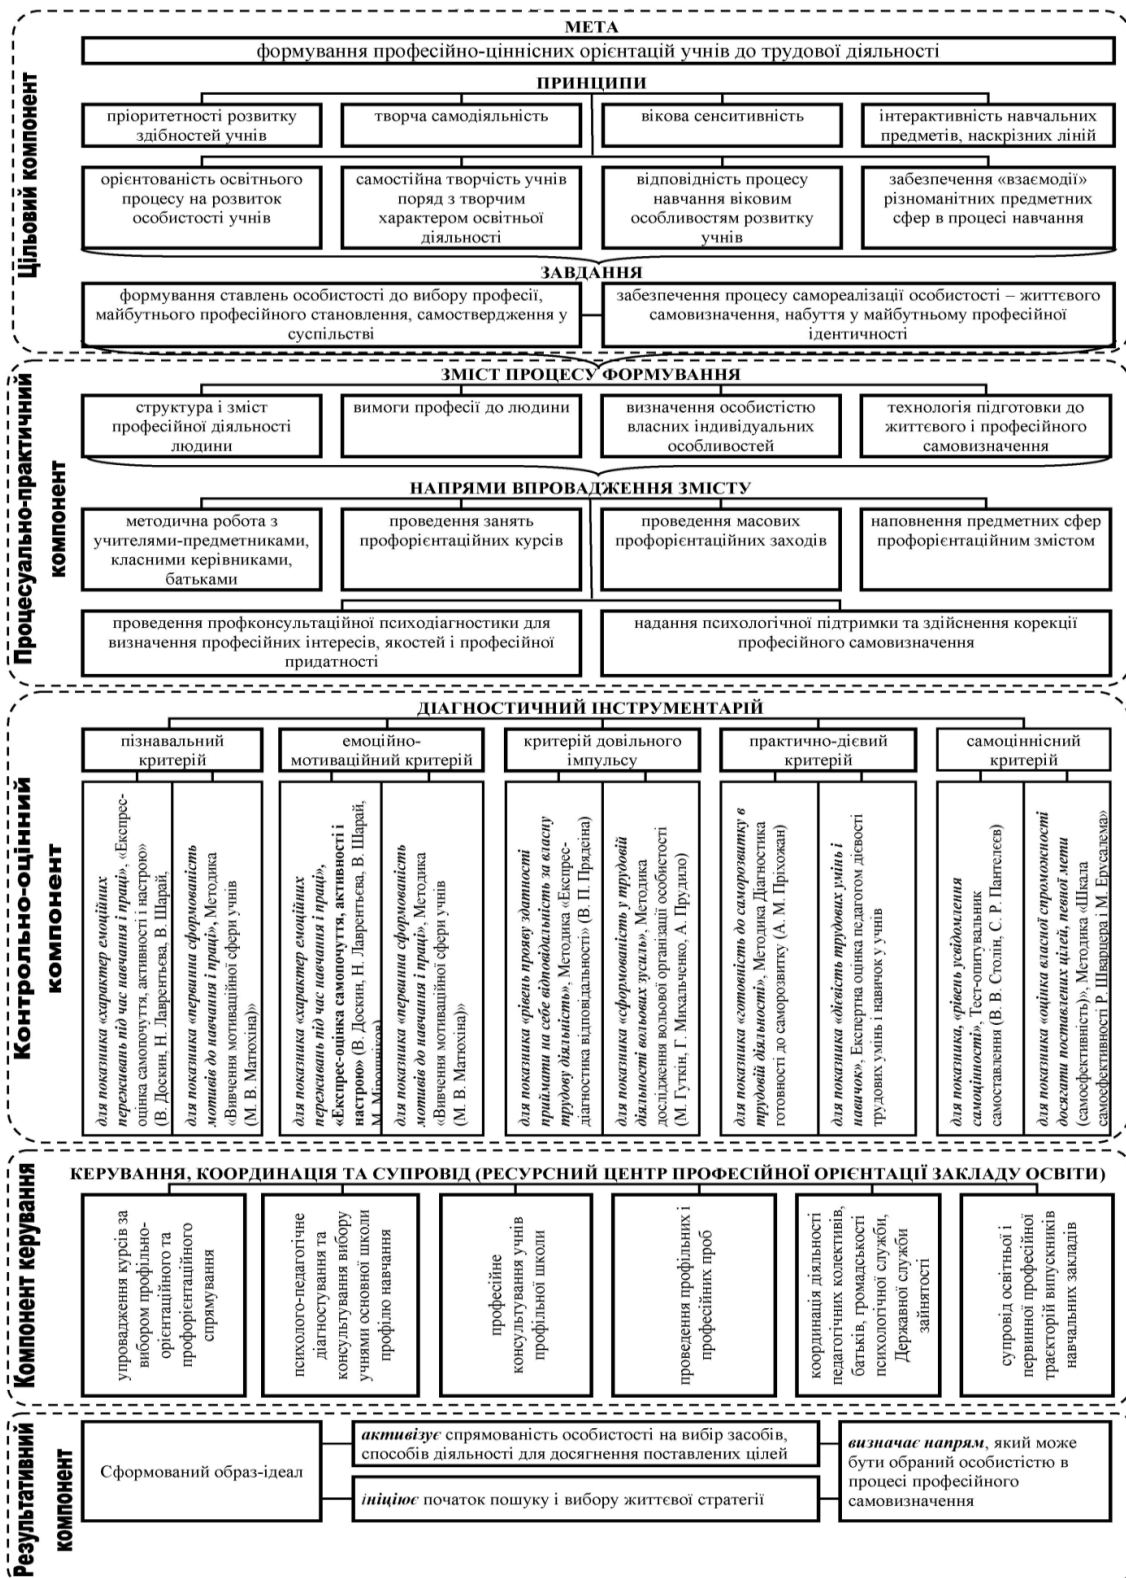 Цільовий компонент
МЕТА
формування професійно-ціннісних орієнтацій учнів до трудової діяльності
ПРИНЦИПИ
пріоритетності розвитку
здібностей учнів
творча самодіяльність
вікова сенситивність
інтерактивність навчальних
предметів, наскрізних ліній
орієнтованість освітнього
процесу на розвиток
особистості учнів
самостійна творчість учнів
поряд з творчим
характером освітньої
діяльності
відповідність процесу
навчання віковим
особливостям розвитку
учнів
забезпечення «взаємодії»
різноманітних предметних
сфер в процесі навчання
ЗАВДАННЯ
формування ставлень особистості до вибору професії,
майбутнього професійного становлення, самоствердження у
суспільстві
забезпечення процесу самореалізації особистості – життєвого
самовизначення, набуття у майбутньому професійної
ідентичності
Процесуально-практичний
компонент
ЗМІСТ ПРОЦЕСУ ФОРМУВАННЯ
структура і зміст
професійної діяльності
людини
вимоги професії до людини
визначення особистістю
власних індивідуальних
особливостей
технологія підготовки до
життєвого і професійного
самовизначення
НАПРЯМИ ВПРОВАДЖЕННЯ ЗМІСТУ
методична робота з
учителями-предметниками,
класними керівниками,
батьками
проведення занять
профорієнтаційних курсів
проведення масових
профорієнтаційних заходів
наповнення предметних сфер
профорієнтаційним змістом
проведення профконсультаційної психодіагностики для
визначення професійних інтересів, якостей і професійної
придатності
надання психологічної підтримки та здійснення корекції
професійного самовизначення
Контрольно-оцінний
компонент
ДІАГНОСТИЧНИЙ ІНСТРУМЕНТАРІЙ
пізнавальний
критерій
емоційно-
мотиваційний критерій
критерій довільного
імпульсу
практично-дієвий
критерій
самоціннісний
критерій
для показника «характер емоційних
переживань під час навчання і праці», «Експрес-
оцінка самопочуття, активності і настрою»
(В. Доскин, Н. Лаврентьєва, В. Шарай,
для показника «первинна сформованість
мотивів до навчання і праці», Методика
«Вивчення мотиваційної сфери учнів
(М. В. Матюхіна)»
для показника «характер емоційних
переживань під час навчання і праці»,
«Експрес-оцінка самопочуття, активності і
настрою» (В. Доскин, Н. Лаврентьєва, В. Шарай,
М. Мірошніков)
для показника «первинна сформованість
мотивів до навчання і праці», Методика
«Вивчення мотиваційної сфери учнів
(М. В. Матюхіна)»
для показника «рівень прояву здатності
приймати на себе відповідальність за власну
трудову діяльність», Методика «Експрес-
діагностика відповідальності» (В. П. Прядеіна)
для показника «сформованість у трудовій
діяльності вольових зусиль», Методика
дослідження вольової організації особистості
(М. Гуткін, Г. Михальченко, А. Прудило)
для показника «готовність до саморозвитку в
трудовій діяльності», Методика Діагностика
готовності до саморозвитку (А. М. Пріхожан)
для показника «дієвість трудових умінь і
навичок», Експертна оцінка педагогом дієвості
трудових умінь і навичок у учнів
для показника, «рівень усвідомлення
самоцінності», Тест-опитувальник
самоставлення (В. В. Столін, С. Р. Пантелєєв)
для показника «оцінка власної спроможності
досягати поставлених цілей, певної мети
(самоефективність)», Методика «Шкала
самоефективності Р. Шварцера і М. Ерусалема»
Компонент керування
КЕРУВАННЯ, КООРДИНАЦІЯ ТА СУПРОВІД (РЕСУРСНИЙ ЦЕНТР ПРОФЕСІЙНОЇ ОРІЄНТАЦІЇ ЗАКЛАДУ ОСВІТИ)
упровадження курсів за
вибором профільно-
орієнтаційного та
профорієнтаційного
спрямування
психолого-педагогічне
діагностування та
консультування вибору
учнями основної школи
профілю навчання
професійне
консультування учнів
профільної школи
проведення профільних і
професійних проб
координація діяльності
педагогічних колективів,
батьків, громадськості
психологічної служби,
Державної служби
зайнятості
супровід освітньої і
первинної професійної
траєкторій випускників
навчальних закладів
Результативний
компонент
Сформований образ-ідеал
активізує спрямованість особистості на вибір засобів,
способів діяльності для досягнення поставлених цілей
ініціює початок пошуку і вибору життєвої стратегії
визначає напрям, який може
бути обраний особистістю в
процесі професійного
самовизначення